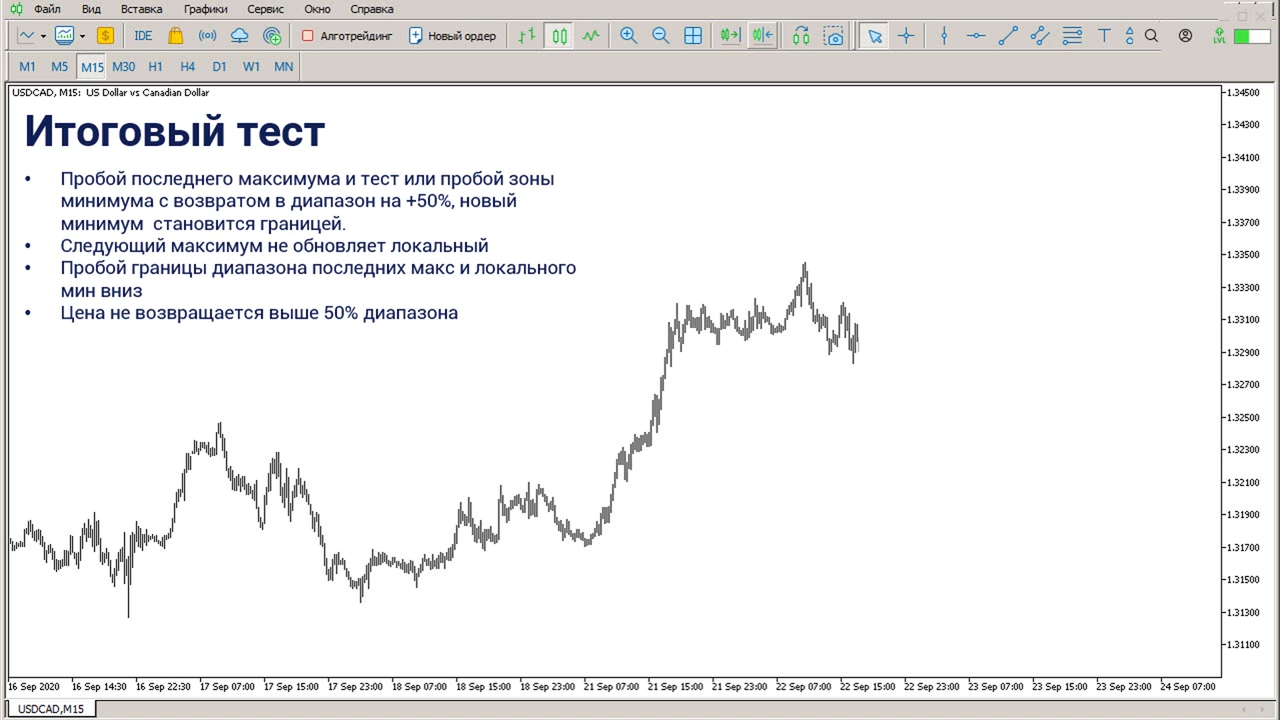 Файл Вид Вставка Графики Сервис Окно Справка
IDE Алготрейдинг Новый ордер LVL
M1 M5 M15 M30 H1 H4 D1 W1 MN
USDCAD, M15: US Dollar vs Canadian Dollar
Итоговый тест
• Пробой последнего максимума и тест или пробой зоны
минимума с возвратом в диапазон на +50%, новый
минимум становится границей.
• Следующий максимум не обновляет локальный
• Пробой границы диапазона последних макс и локального
мин вниз
• Цена не возвращается выше 50% диапазона
1.34500
1.34300
1.34100
1.33900
1.33700
1.33500
1.33300
1.33100
1.32900
1.32700
1.32500
1.32300
1.32100
1.31900
1.31700
1.31500
1.31300
1.31100
16 Sep 2020 16 Sep 14:30 16 Sep 22:30 17 Sep 07:00 17 Sep 15:00 17 Sep 23:00 18 Sep 07:00 18 Sep 15:00 18 Sep 23:00 21 Sep 07:00 21 Sep 15:00 21 Sep 23:00 22 Sep 07:00 22 Sep 15:00 22 Sep 23:00 23 Sep 07:00 23 Sep 15:00 23 Sep 23:00 24 Sep 07:00
USDCAD,M15